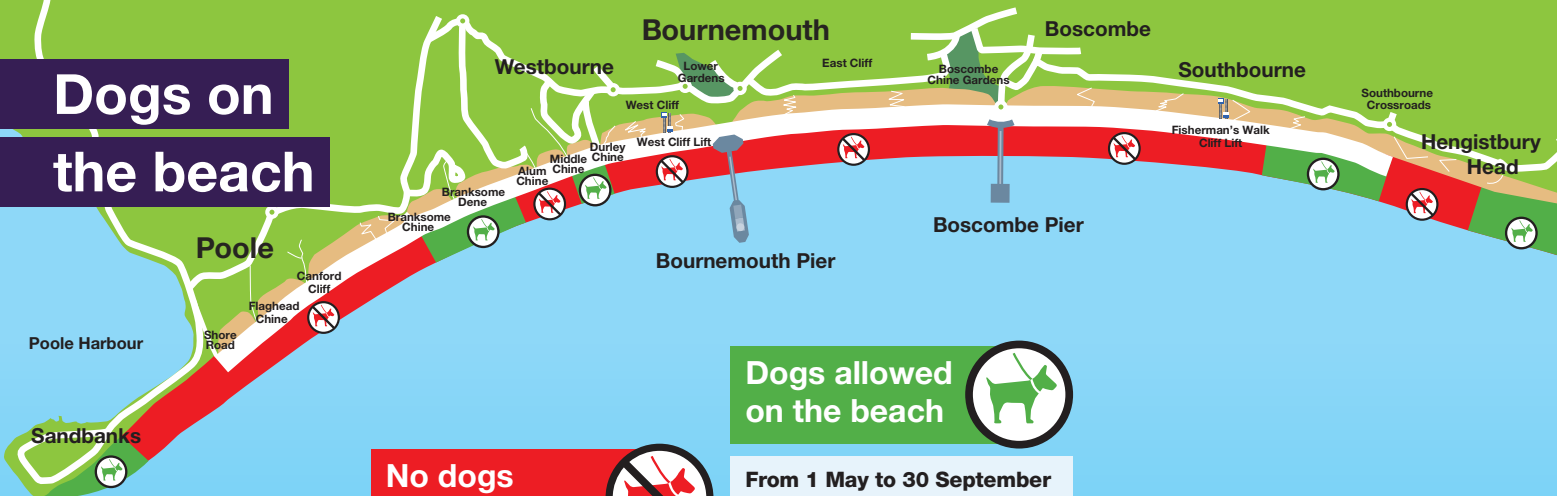 Dogs on
the beach
Bournemouth
Boscombe
Westbourne
Lower
Gardens
East Cliff
Boscombe
Chine Gardens
Southbourne
Southbourne
Crossroads
West Cliff
West Cliff Lift
Fisherman's Walk
Cliff Lift
Hengistbury
Head
Durley
Chine
Middle
Chine
Alum
Chine
Branksome
Dene
Branksome
Chine
Poole
Canford
Cliff
Flaghead
Chine
Shore
Road
Poole Harbour
Sandbanks
Bournemouth Pier
Boscombe Pier
Dogs allowed
on the beach
No dogs
From 1 May to 30 September